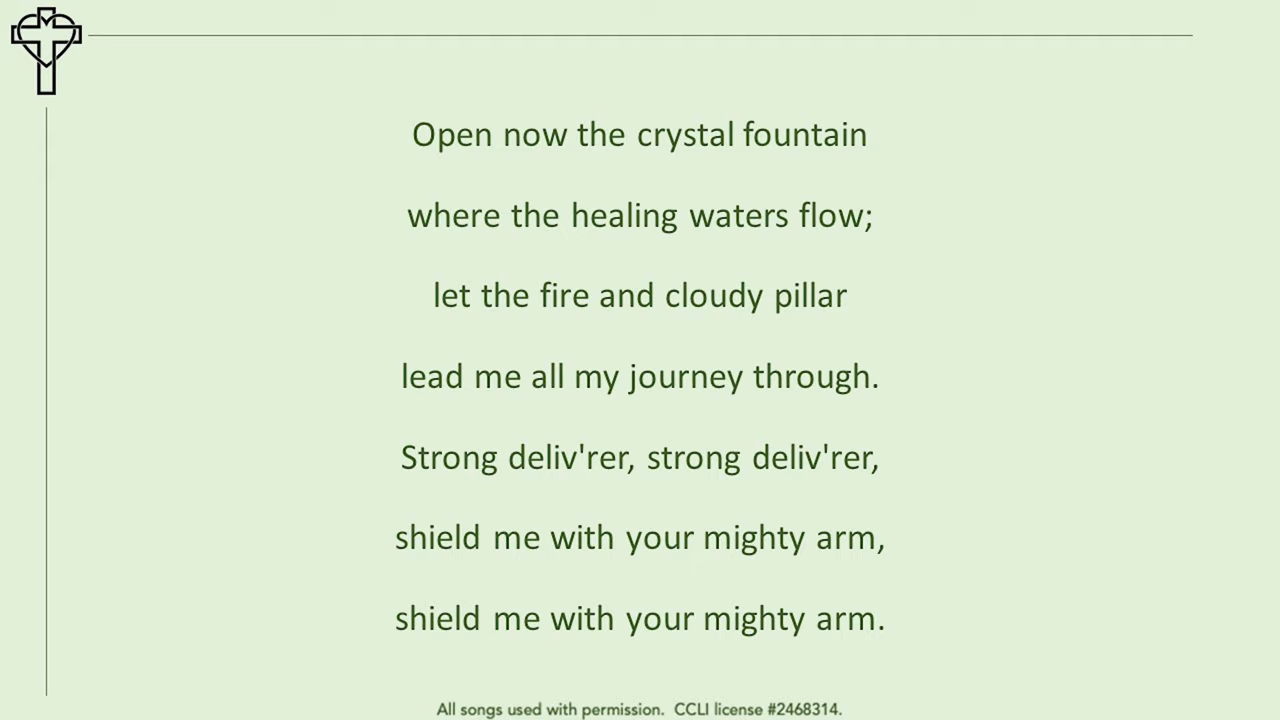 Open now the crystal fountain
where the healing waters flow;
let the fire and cloudy pillar
lead me all my journey through.
Strong deliv'rer, strong deliv'rer,
shield me with your mighty arm,
shield me with your mighty arm.
All songs used with permission.  CCLI license #2468314.